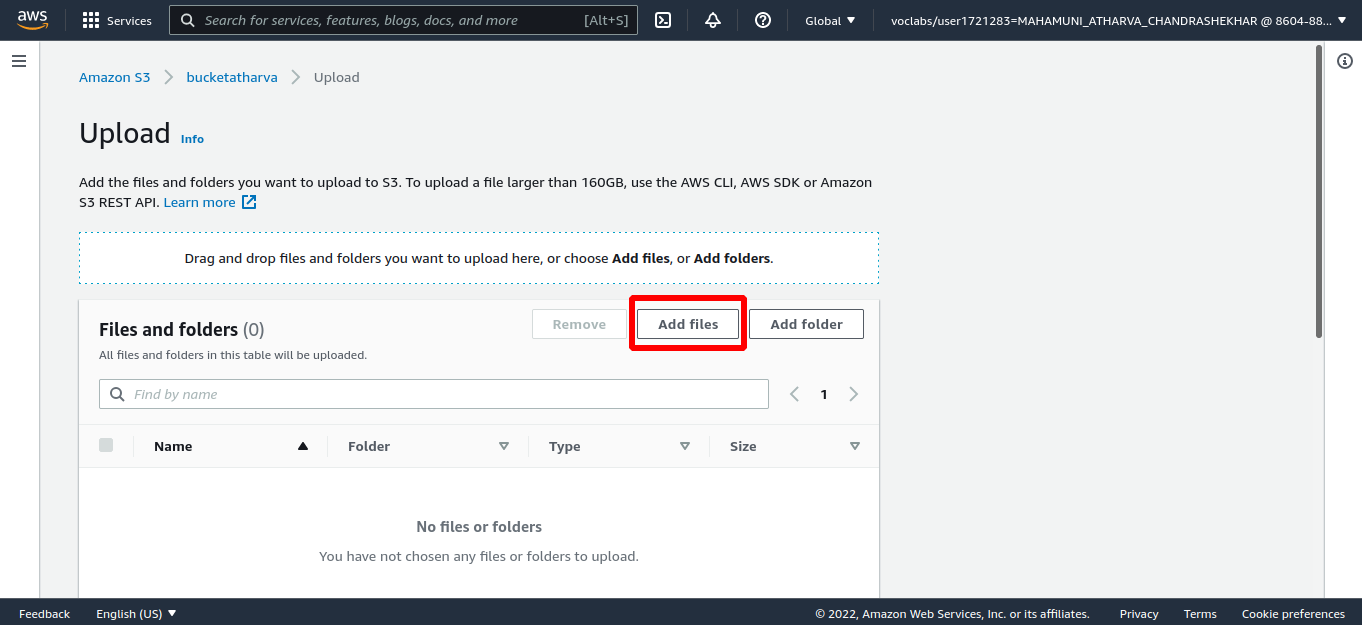 aws
Services
Search for services, features, blogs, docs, and more [Alt+S]
Global
voclabs/user1721283=MAHAMUNI_ATHARVA_CHANDRASHEKHAR @ 8604-88...
Amazon S3 bucketatharva Upload
Upload Info
Add the files and folders you want to upload to S3. To upload a file larger than 160GB, use the AWS CLI, AWS SDK or Amazon
S3 REST API. Learn more
Drag and drop files and folders you want to upload here, or choose Add files, or Add folders.
Files and folders (0)
Remove
Add files
Add folder
All files and folders in this table will be uploaded.
Find by name
1
Name Folder Type Size
No files or folders
You have not chosen any files or folders to upload.
Feedback English (US) © 2022, Amazon Web Services, Inc. or its affiliates. Privacy Terms Cookie preferences